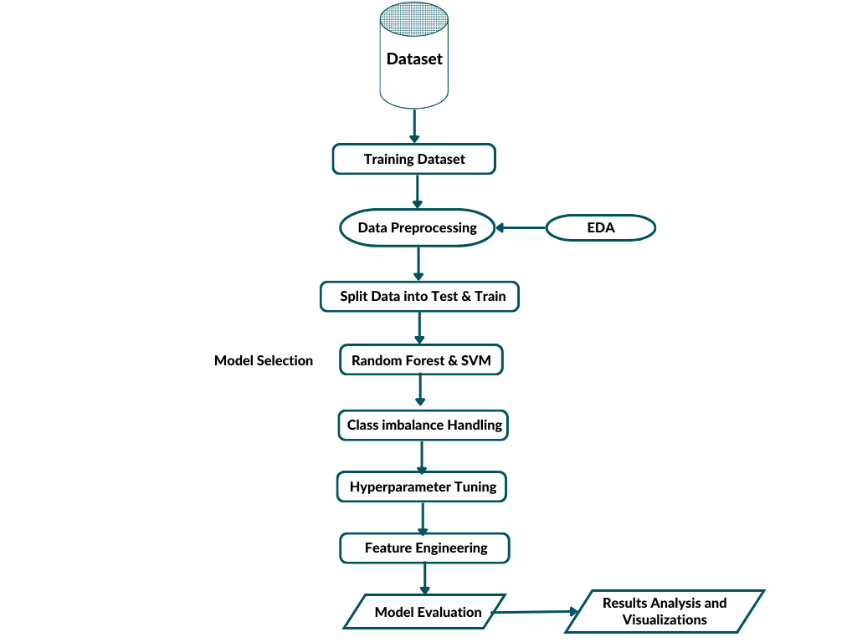 Dataset
Training Dataset
Data Preprocessing
EDA
Split Data into Test & Train
Model Selection
Random Forest & SVM
Class imbalance Handling
Hyperparameter Tuning
Feature Engineering
Model Evaluation
Results Analysis and
Visualizations